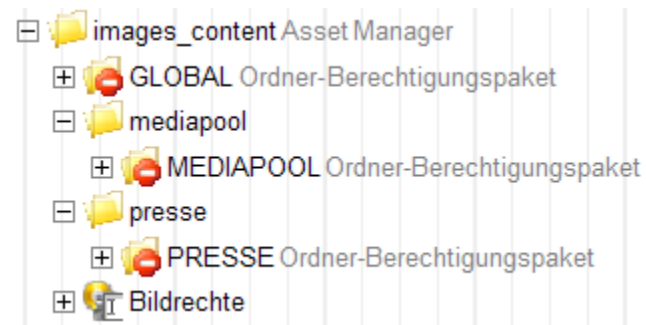 images_content Asset Manager
GLOBAL Ordner-Berechtigungspaket
mediapool
MEDIAPOOL Ordner-Berechtigungspaket
presse
PRESSE Ordner-Berechtigungspaket
Bildrechte